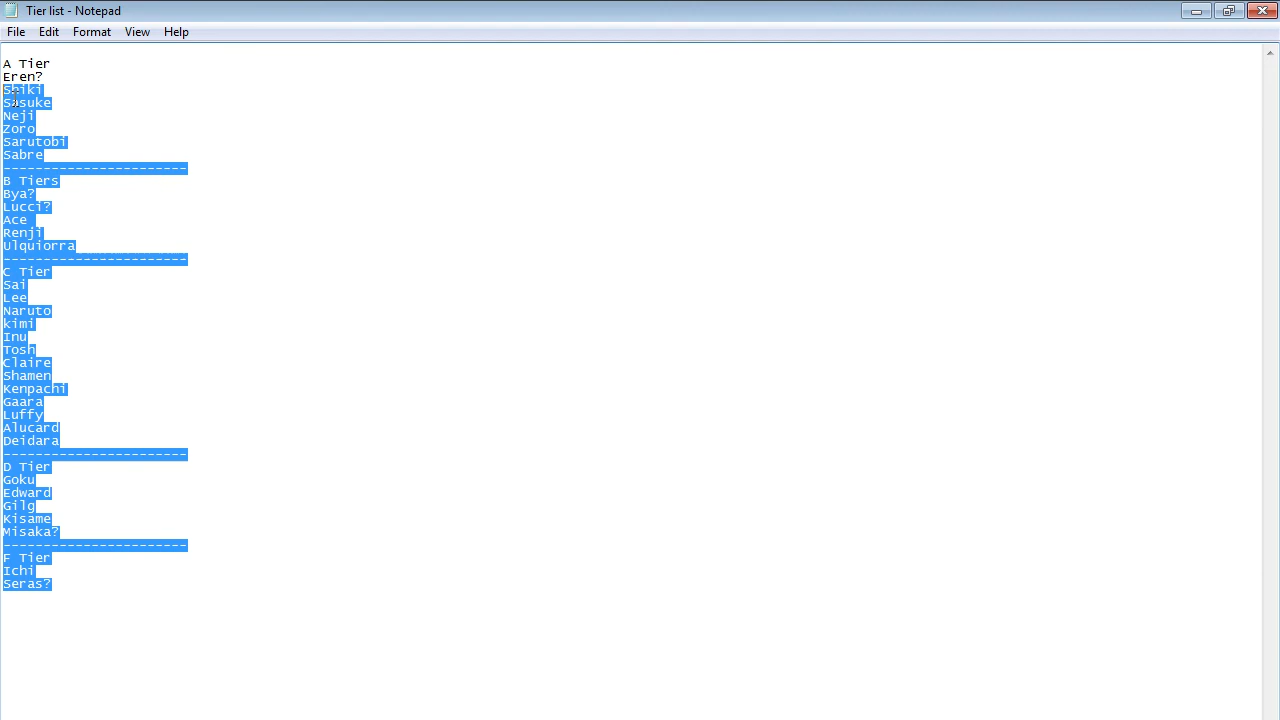 Tier list - Notepad
File Edit Format View Help
A Tier
Eren?
Shiki
Sasuke
Neji
Zoro
Sarutobi
Sabre
-----------------------
B Tiers
Bya?
Lucci?
Ace
Renji
Ulquiorra
-----------------------
C Tier
Sai
Lee
Naruto
kimi
Inu
Tosh
Claire
Shamen
Kenpachi
Gaara
Luffy
Alucard
Deidara
-----------------------
D Tier
Goku
Edward
Gilg
Kisame
Misaka?
-----------------------
F Tier
Ichi
Seras?